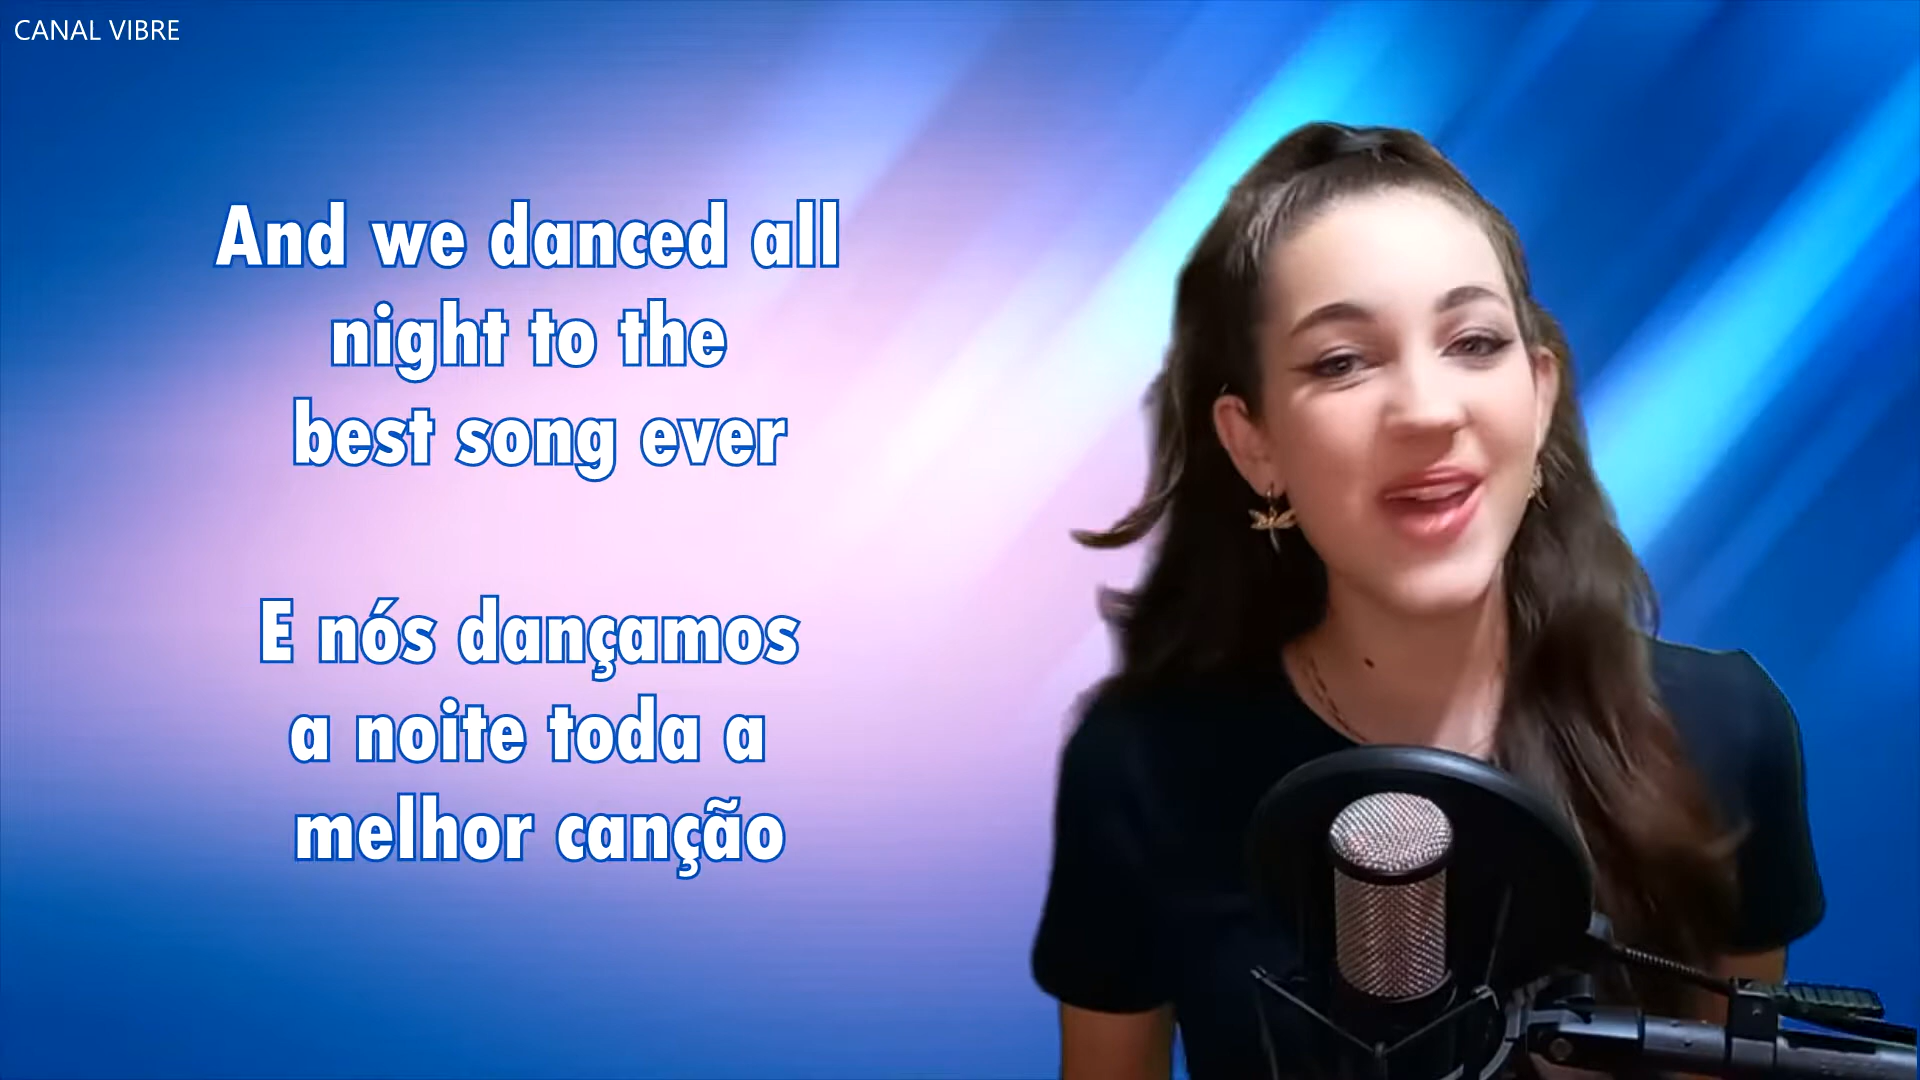 CANAL VIBRE
And we danced all
night to the
best song ever
E nós dançamos
a noite toda a
melhor canção